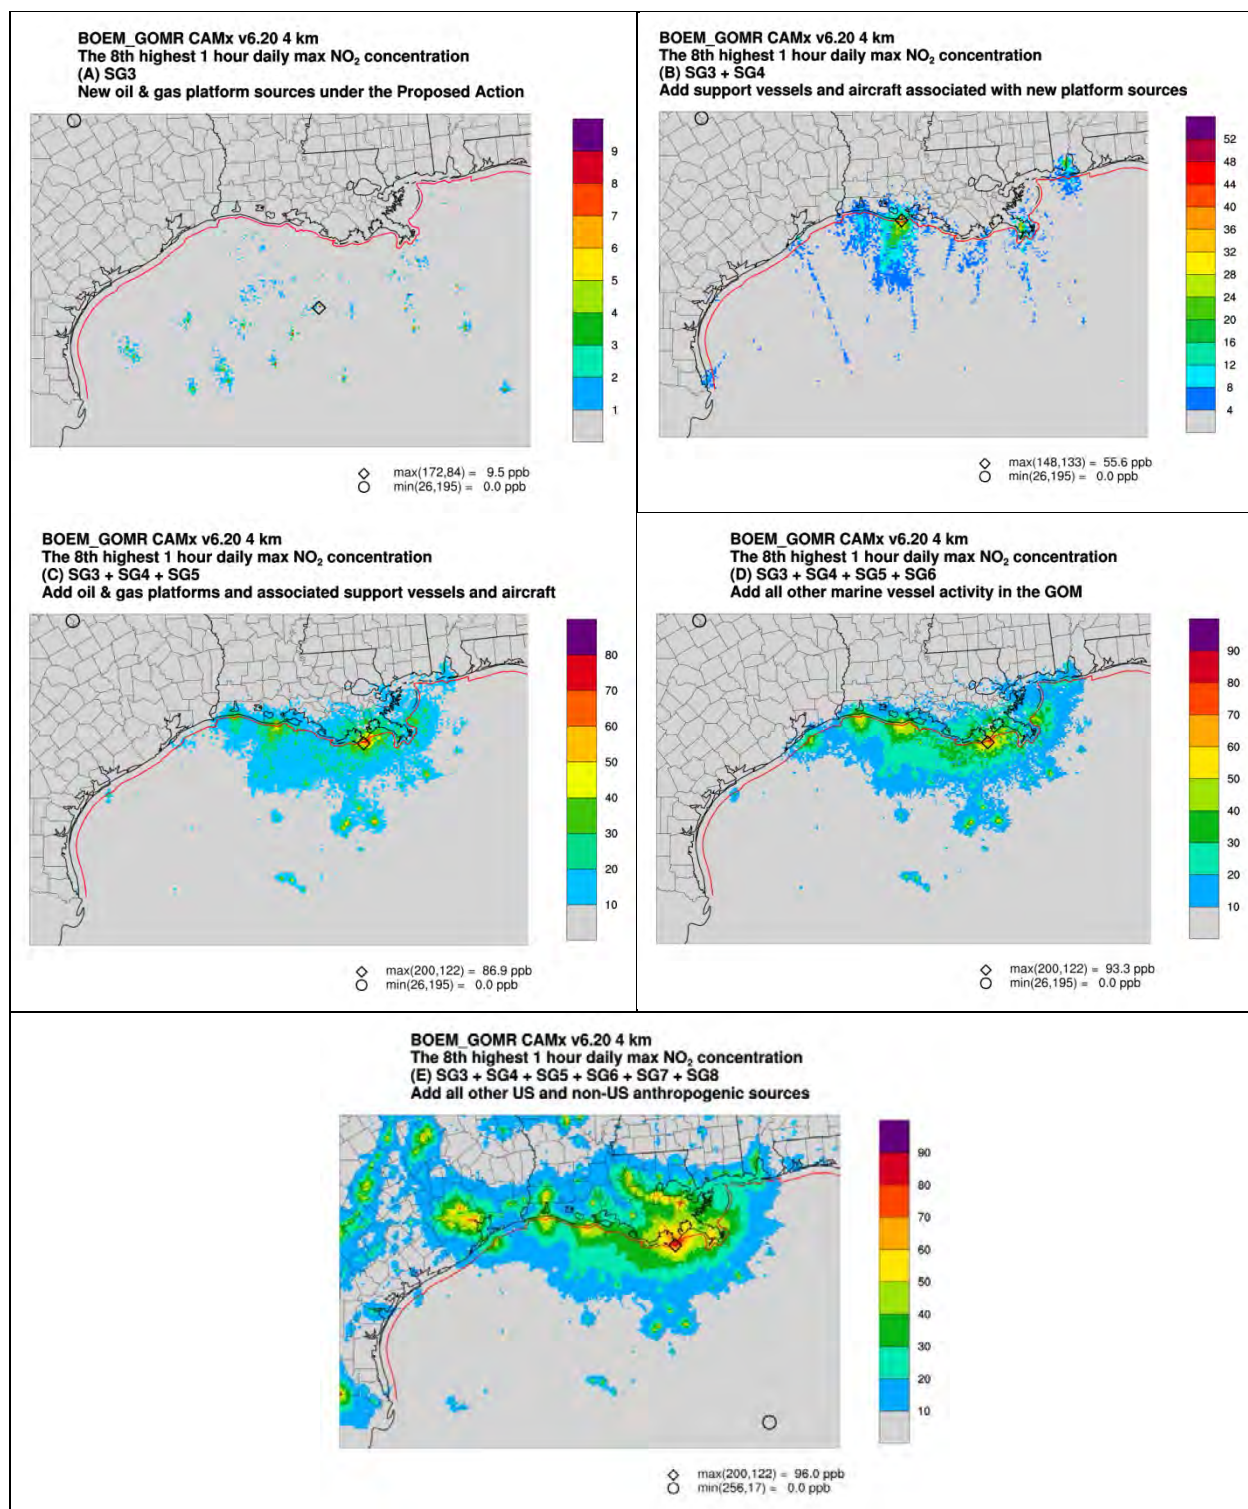 BOEM_GOMR CAMx v6.20 4 km
The 8th highest 1 hour daily max NO₂ concentration
(A) SG3
New oil & gas platform sources under the Proposed Action
9
8
7
6
5
4
3
2
1
max(172,84) = 9.5 ppb
min(26,195) = 0.0 ppb
BOEM_GOMR CAMx v6.20 4 km
The 8th highest 1 hour daily max NO₂ concentration
(B) SG3 + SG4
Add support vessels and aircraft associated with new platform sources
52
48
44
40
36
32
28
24
20
16
12
8
4
max(148,133) = 55.6 ppb
min(26,195) = 0.0 ppb
BOEM_GOMR CAMx v6.20 4 km
The 8th highest 1 hour daily max NO₂ concentration
(C) SG3 + SG4 + SG5
Add oil & gas platforms and associated support vessels and aircraft
80
70
60
50
40
30
20
10
max(200,122) = 86.9 ppb
min(26,195) = 0.0 ppb
BOEM_GOMR CAMx v6.20 4 km
The 8th highest 1 hour daily max NO₂ concentration
(D) SG3 + SG4 + SG5 + SG6
Add all other marine vessel activity in the GOM
90
80
70
60
50
40
30
20
10
max(200,122) = 93.3 ppb
min(26,195) = 0.0 ppb
BOEM_GOMR CAMx v6.20 4 km
The 8th highest 1 hour daily max NO₂ concentration
(E) SG3 + SG4 + SG5 + SG6 + SG7 + SG8
Add all other US and non-US anthropogenic sources
90
80
70
60
50
40
30
20
10
max(200,122) = 96.0 ppb
min(256,17) = 0.0 ppb